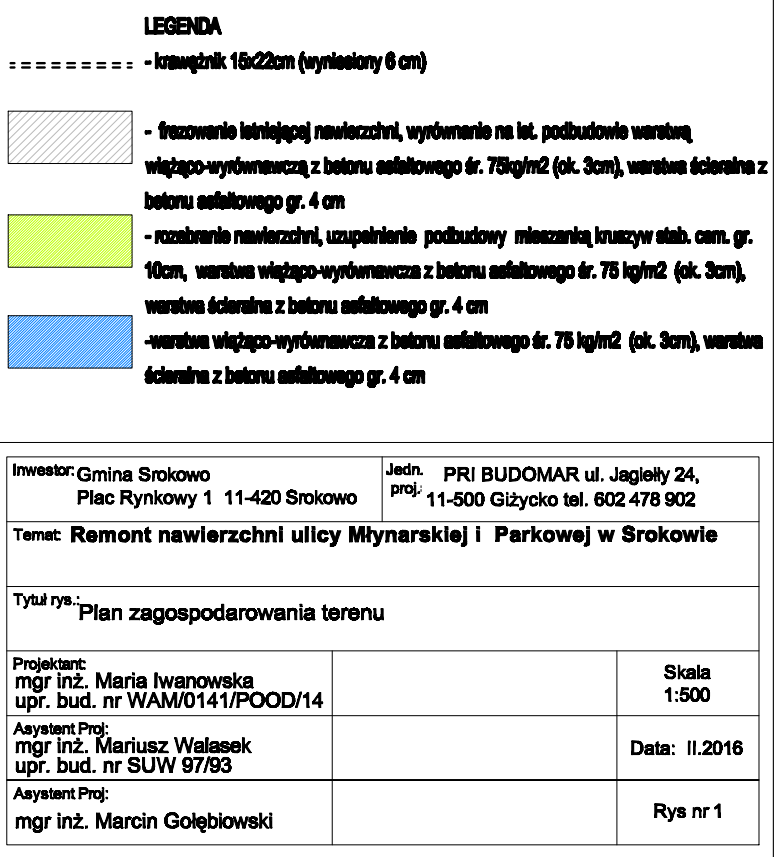 LEGENDA
- krawężnik 15x22cm (wyniesiony 6 cm)
- frezowanie istniejącej nawierzchni, wyrównanie na ist. podbudowie warstwą
wiążąco-wyrównawczą z betonu asfaltowego śr. 75kg/m2 (ok. 3cm), warstwa ścieralna z
betonu asfaltowego gr. 4 cm
- rozebranie nawierzchni, uzupełnienie podbudowy mieszanką kruszyw stab. cem. gr.
10cm, warstwa wiążąco-wyrównawcza z betonu asfaltowego śr. 75 kg/m2 (ok. 3cm),
warstwa ścieralna z betonu asfaltowego gr. 4 cm
-warstwa wiążąco-wyrównawcza z betonu asfaltowego śr. 75 kg/m2 (ok. 3cm), warstwa
ścieralna z betonu asfaltowego gr. 4 cm
Inwestor: Gmina Srokowo
Plac Rynkowy 1 11-420 Srokowo
Jedn. proj.: PRI BUDOMAR ul. Jagiełły 24,
11-500 Giżycko tel. 602 478 902
Temat: Remont nawierzchni ulicy Młynarskiej i Parkowej w Srokowie
Tytuł rys.: Plan zagospodarowania terenu
Projektant:
mgr inż. Maria Iwanowska
upr. bud. nr WAM/0141/POOD/14
Skala
1:500
Asystent Proj:
mgr inż. Mariusz Walasek
upr. bud. nr SUW 97/93
Data: II.2016
Asystent Proj:
mgr inż. Marcin Gołębiowski
Rys nr 1